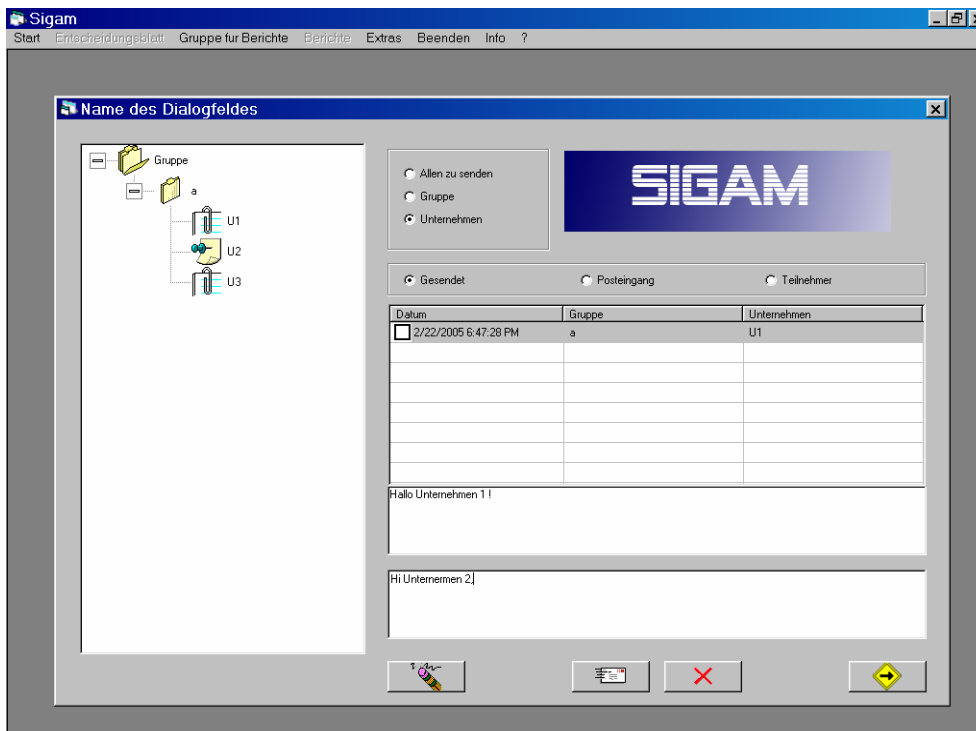 Sigam
Start Entscheidungsblatt Gruppe fur Berichte Berichte Extras Beenden Info ?
Name des Dialogfeldes
Gruppe
a
U1
U2
U3
Allen zu senden
Gruppe
Unternehmen
SIGAM
Gesendet Posteingang Teilnehmer
Datum Gruppe Unternehmen
2/22/2005 6:47:28 PM a U1
Hallo Unternehmen 1 !
Hi Unternermen 2,